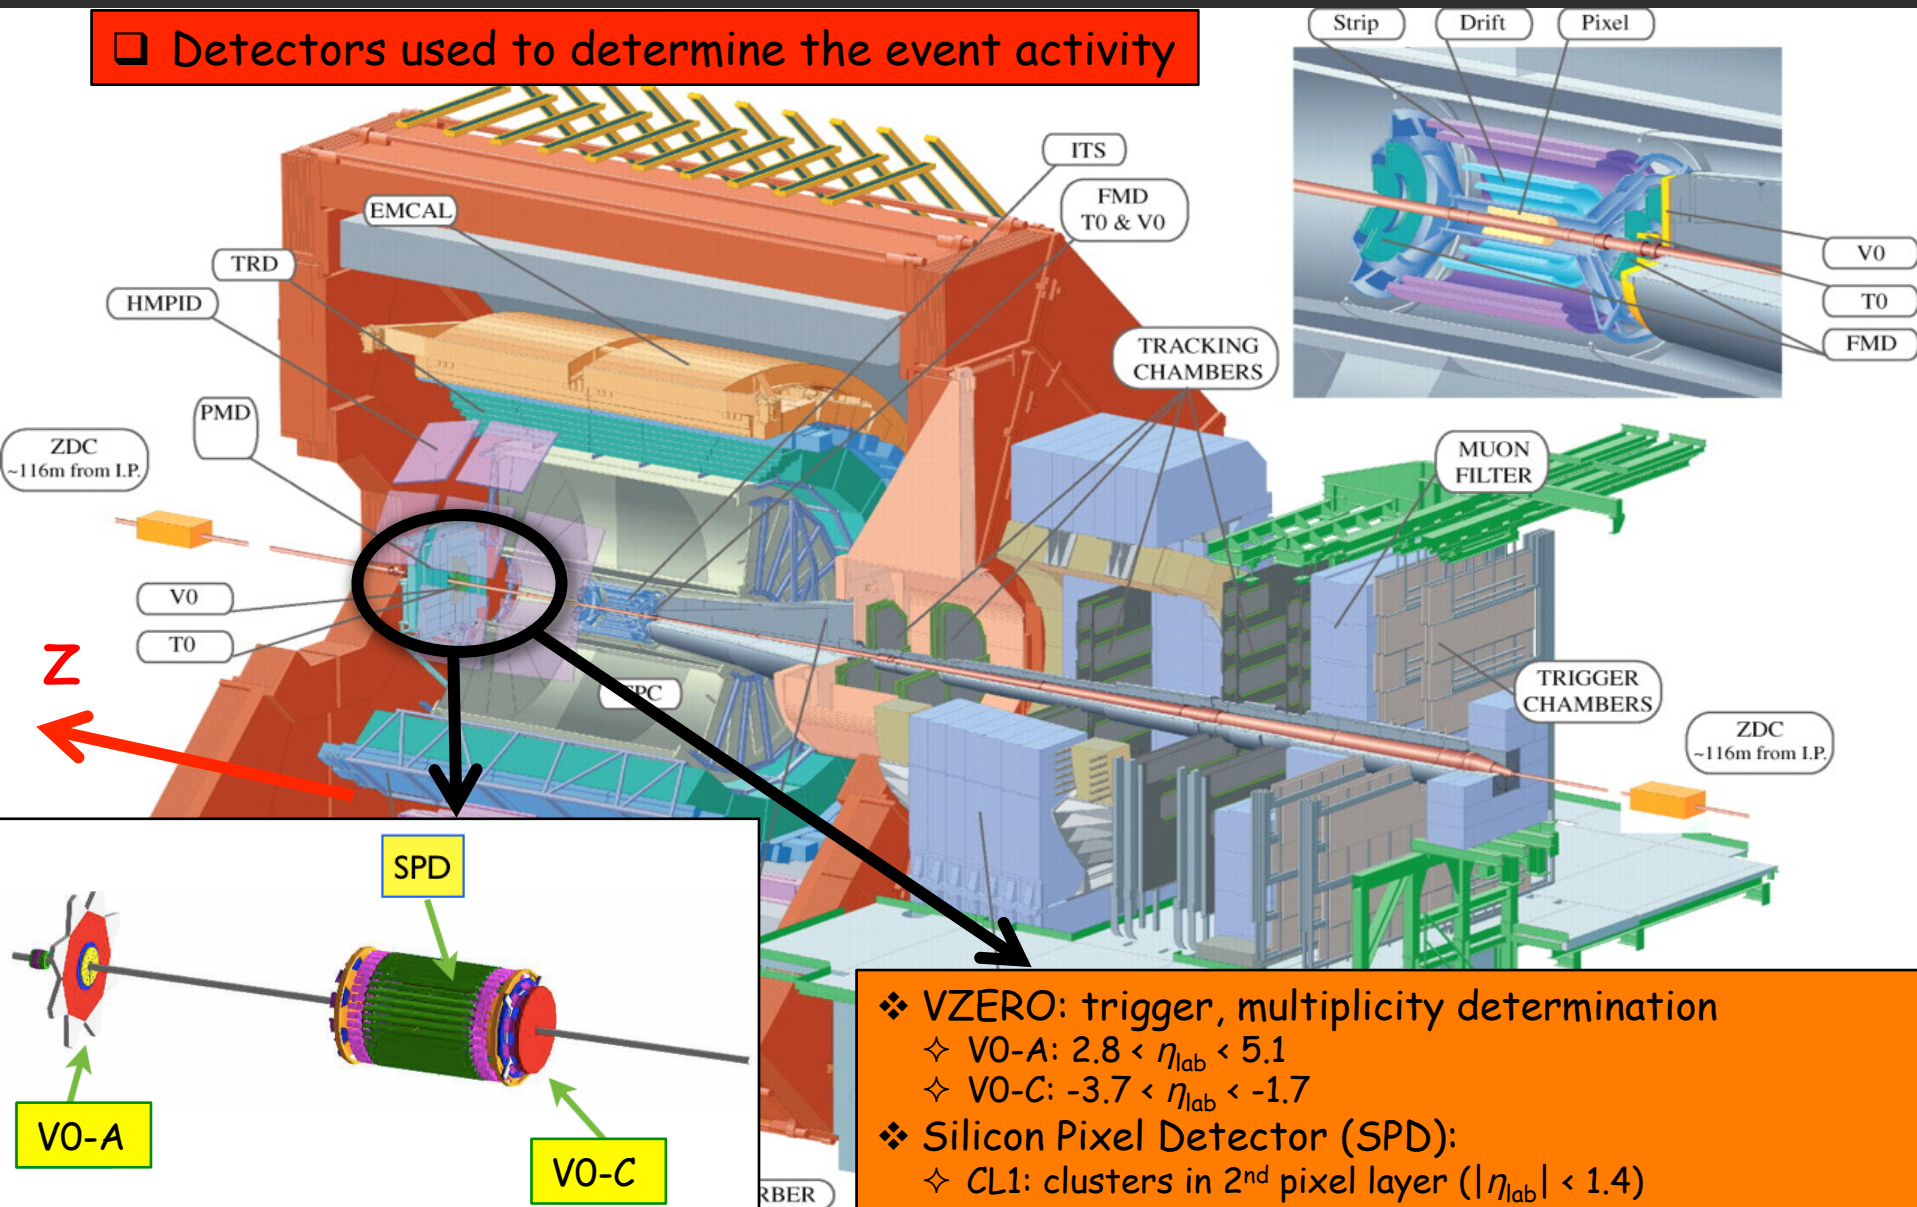 ❑ Detectors used to determine the event activity
Strip
Drift
Pixel
ITS
FMD
T0 & V0
EMCAL
TRD
HMPID
V0
T0
FMD
TRACKING
CHAMBERS
PMD
ZDC
~116m from I.P.
MUON
FILTER
V0
T0
Z
TRIGGER
CHAMBERS
ZDC
~116m from I.P.
SPD
V0-A
V0-C
❖ VZERO: trigger, multiplicity determination
✧ V0-A: 2.8 < ηlab < 5.1
✧ V0-C: -3.7 < ηlab < -1.7
❖ Silicon Pixel Detector (SPD):
✧ CL1: clusters in 2nd pixel layer (|ηlab| < 1.4)